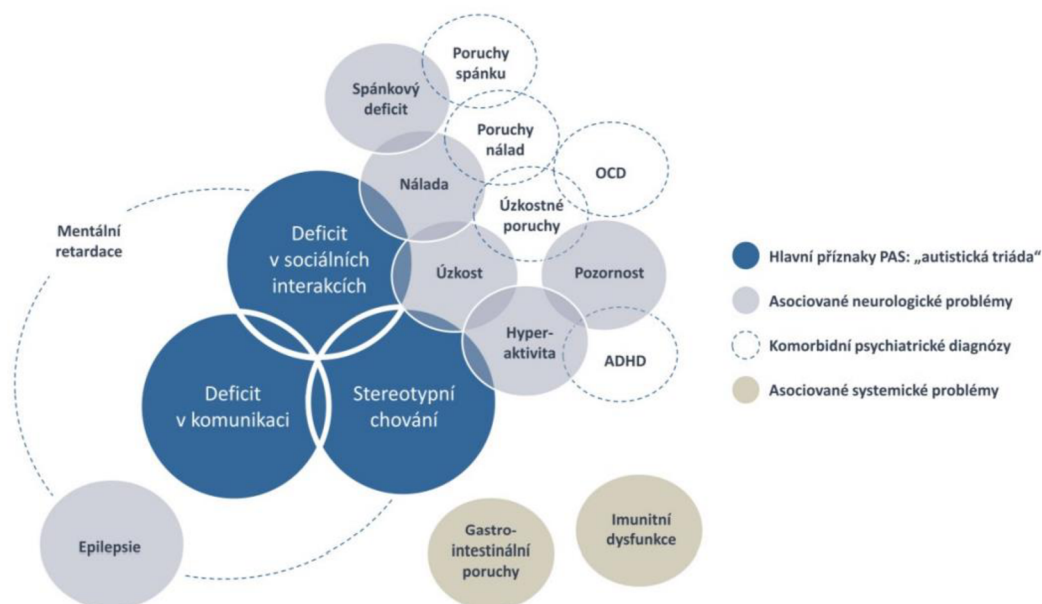 Poruchy
spánku
Spánkový
deficit
Poruchy
nálad
OCD
Nálada
Úzkostné
poruchy
Mentální
retardace
Deficit
v sociálních
interakcích
Úzkost
Pozornost
Hyper-
aktivita
ADHD
Deficit
v komunikaci
Stereotypní
chování
Epilepsie
Gastro-
intestinální
poruchy
Imunitní
dysfunkce
Hlavní příznaky PAS: „autistická triáda“
Asociované neurologické problémy
Komorbidní psychiatrické diagnózy
Asociované systemické problémy